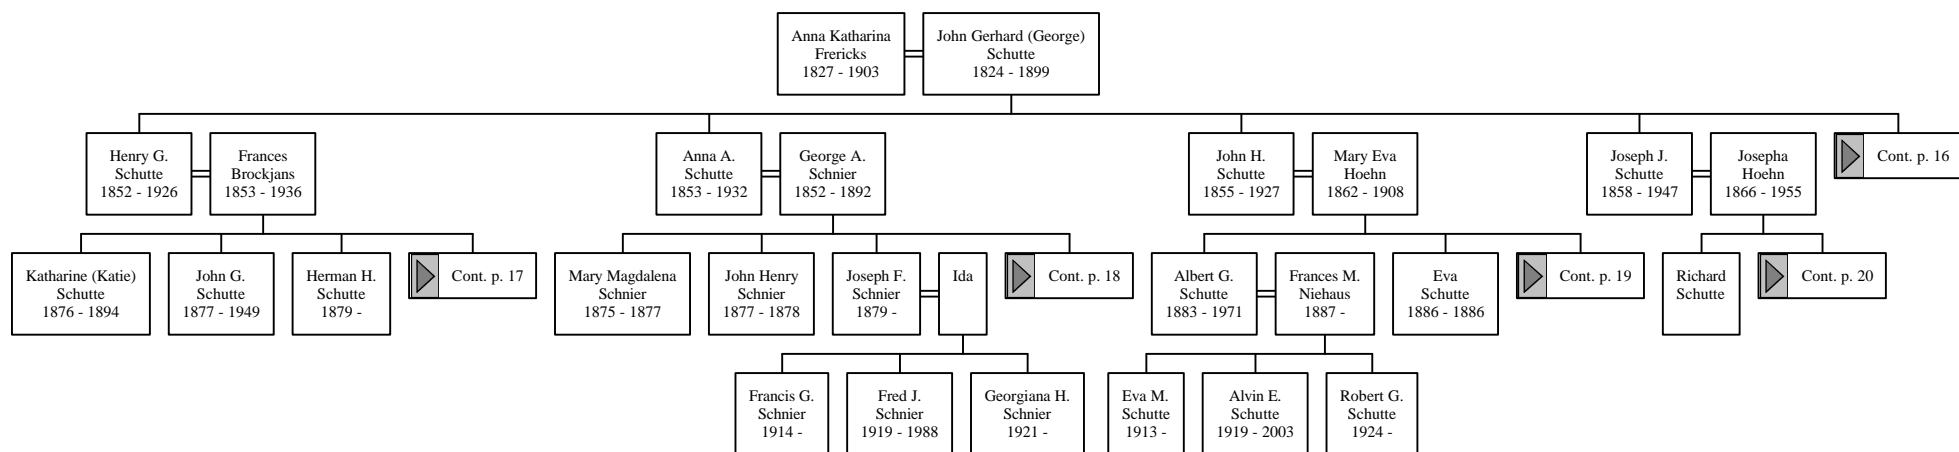 Anna Katharina
Frericks
1827 - 1903
John Gerhard (George)
Schutte
1824 - 1899
Henry G.
Schutte
1852 - 1926
Frances
Brockjans
1853 - 1936
Anna A.
Schutte
1853 - 1932
George A.
Schnier
1852 - 1892
John H.
Schutte
1855 - 1927
Mary Eva
Hoehn
1862 - 1908
Joseph J.
Schutte
1858 - 1947
Josepha
Hoehn
1866 - 1955
Cont. p. 16
Katharine (Katie)
Schutte
1876 - 1894
John G.
Schutte
1877 - 1949
Herman H.
Schutte
1879 -
Cont. p. 17
Mary Magdalena
Schnier
1875 - 1877
John Henry
Schnier
1877 - 1878
Joseph F.
Schnier
1879 -
Ida
Cont. p. 18
Albert G.
Schutte
1883 - 1971
Frances M.
Niehaus
1887 -
Eva
Schutte
1886 - 1886
Cont. p. 19
Richard
Schutte
Cont. p. 20
Francis G.
Schnier
1914 -
Fred J.
Schnier
1919 - 1988
Georgiana H.
Schnier
1921 -
Eva M.
Schutte
1913 -
Alvin E.
Schutte
1919 - 2003
Robert G.
Schutte
1924 -